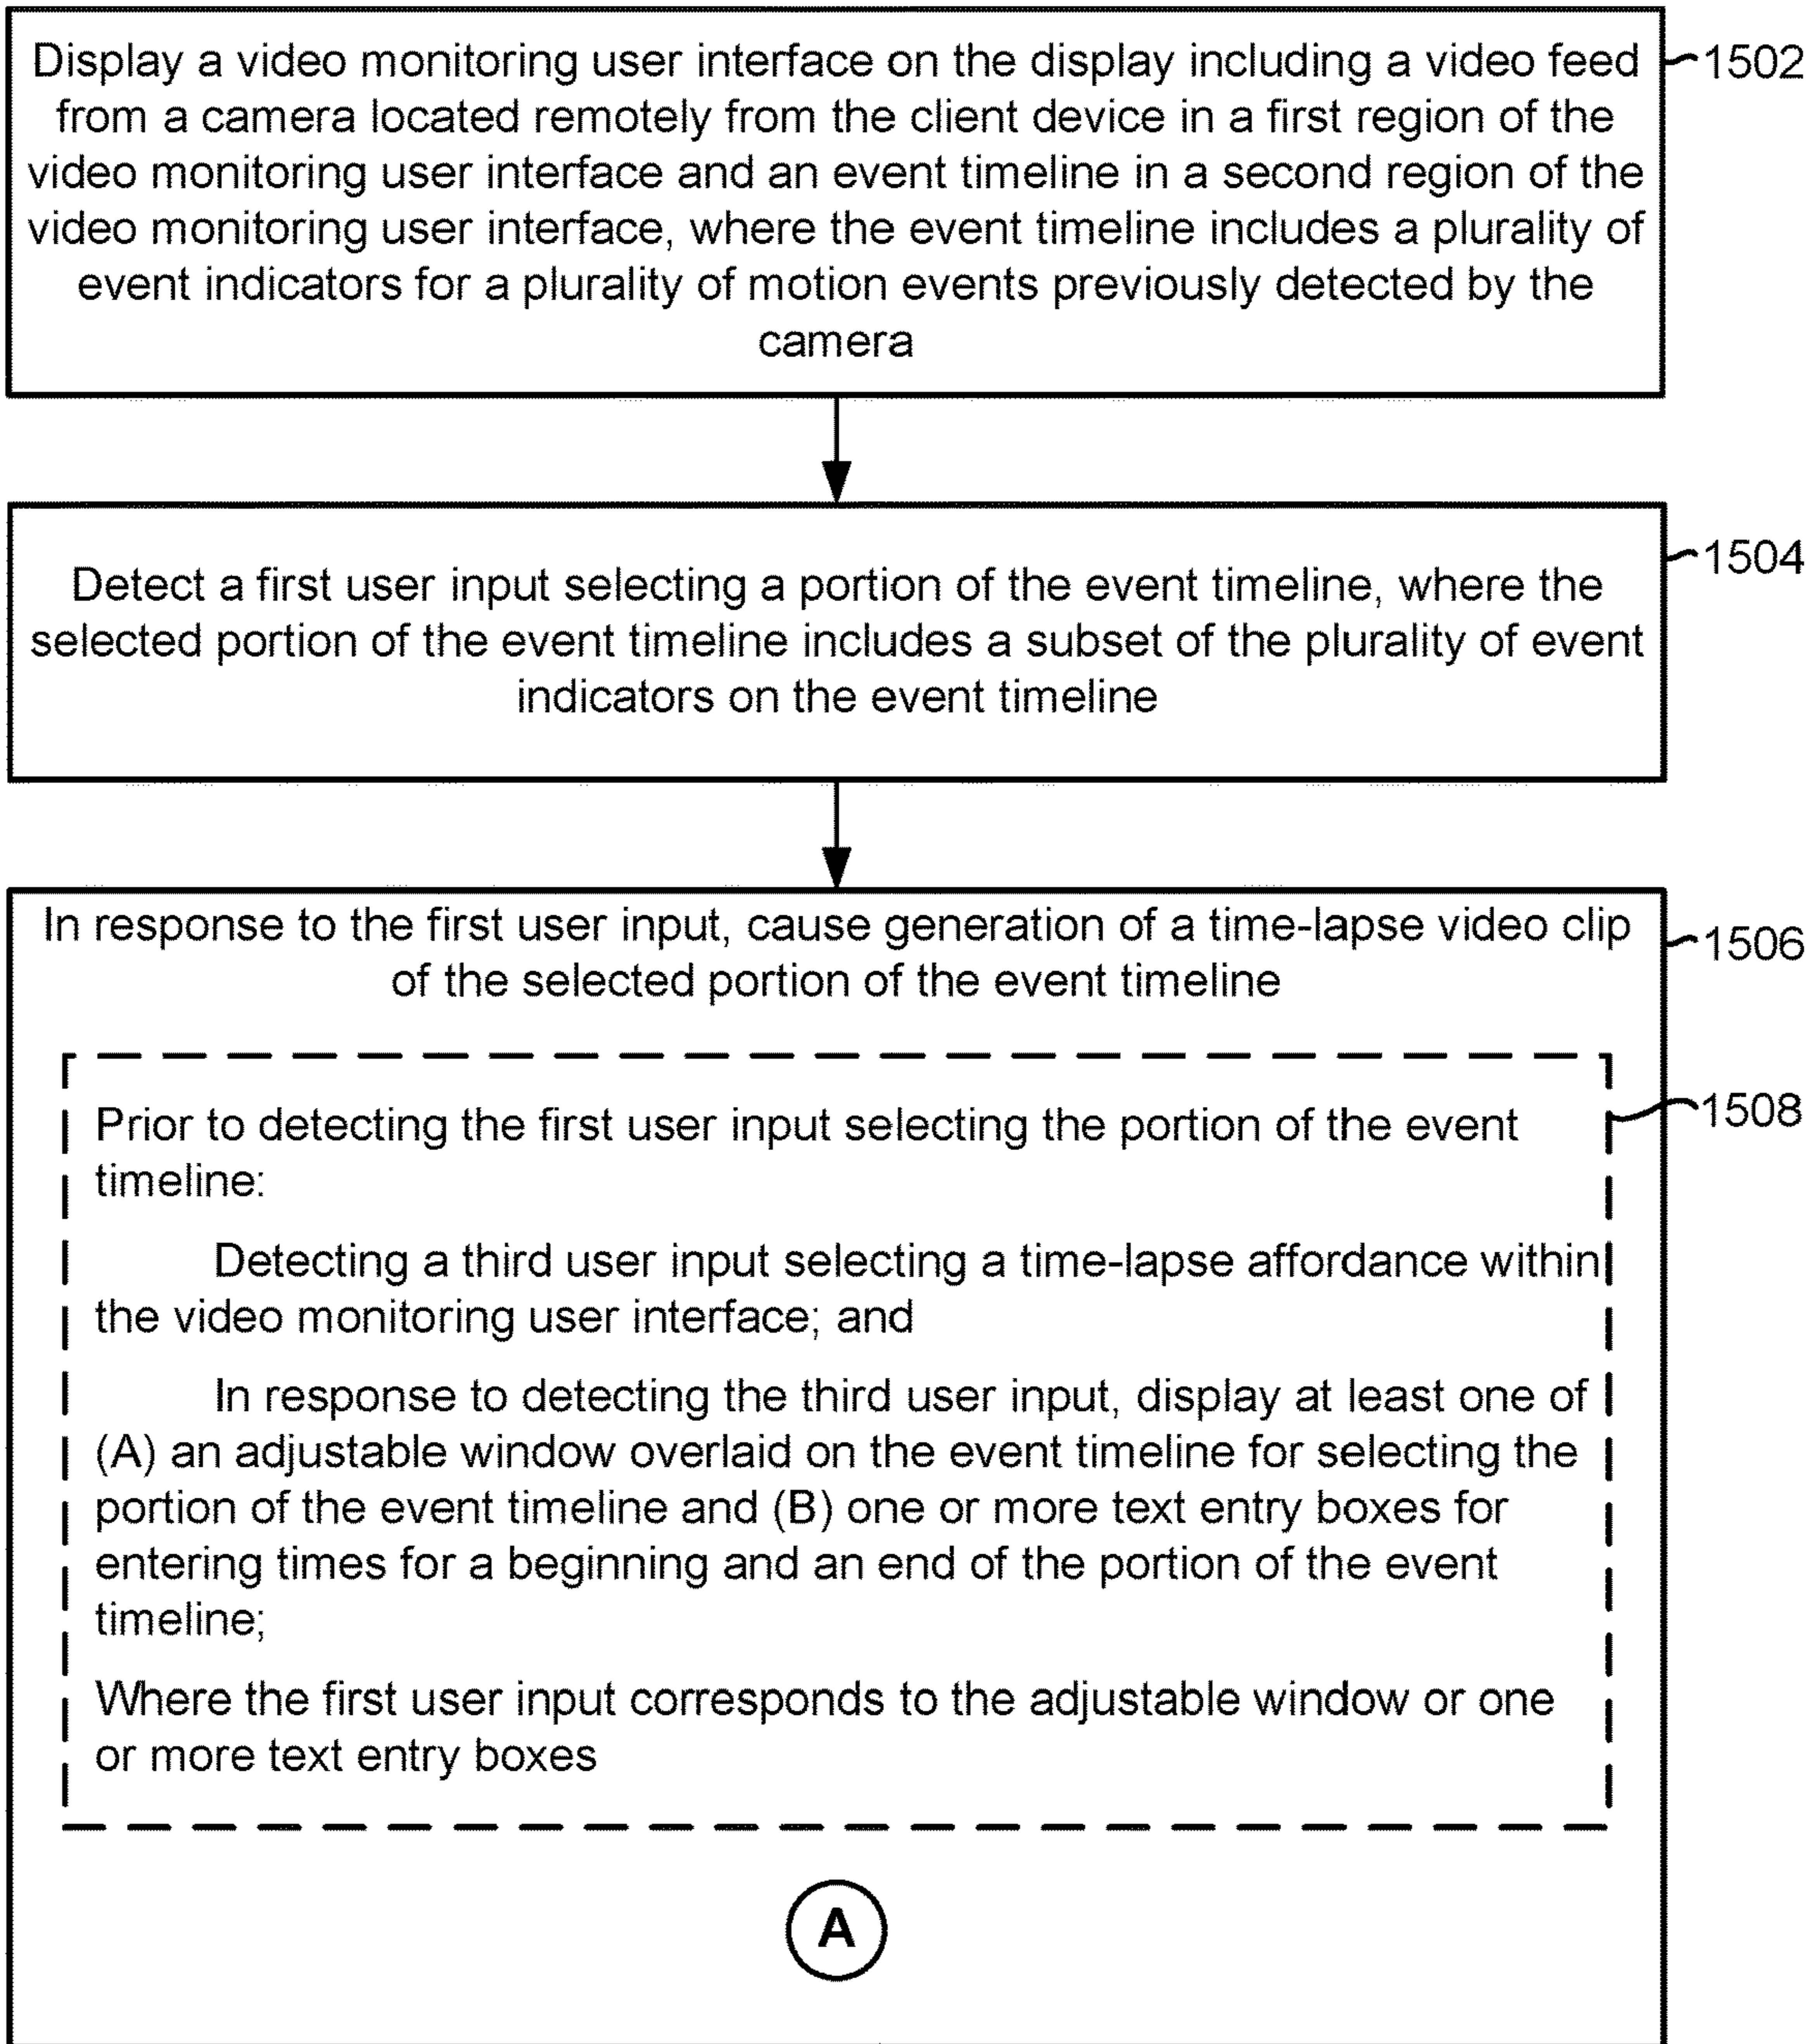 Display a video monitoring user interface on the display including a video feed
from a camera located remotely from the client device in a first region of the
video monitoring user interface and an event timeline in a second region of the
video monitoring user interface, where the event timeline includes a plurality of
event indicators for a plurality of motion events previously detected by the
camera
1502
Detect a first user input selecting a portion of the event timeline, where the
selected portion of the event timeline includes a subset of the plurality of event
indicators on the event timeline
1504
In response to the first user input, cause generation of a time-lapse video clip
of the selected portion of the event timeline
1506
Prior to detecting the first user input selecting the portion of the event
timeline:
Detecting a third user input selecting a time-lapse affordance within
the video monitoring user interface; and
In response to detecting the third user input, display at least one of
(A) an adjustable window overlaid on the event timeline for selecting the
portion of the event timeline and (B) one or more text entry boxes for
entering times for a beginning and an end of the portion of the event
timeline;
Where the first user input corresponds to the adjustable window or one
or more text entry boxes
1508
A